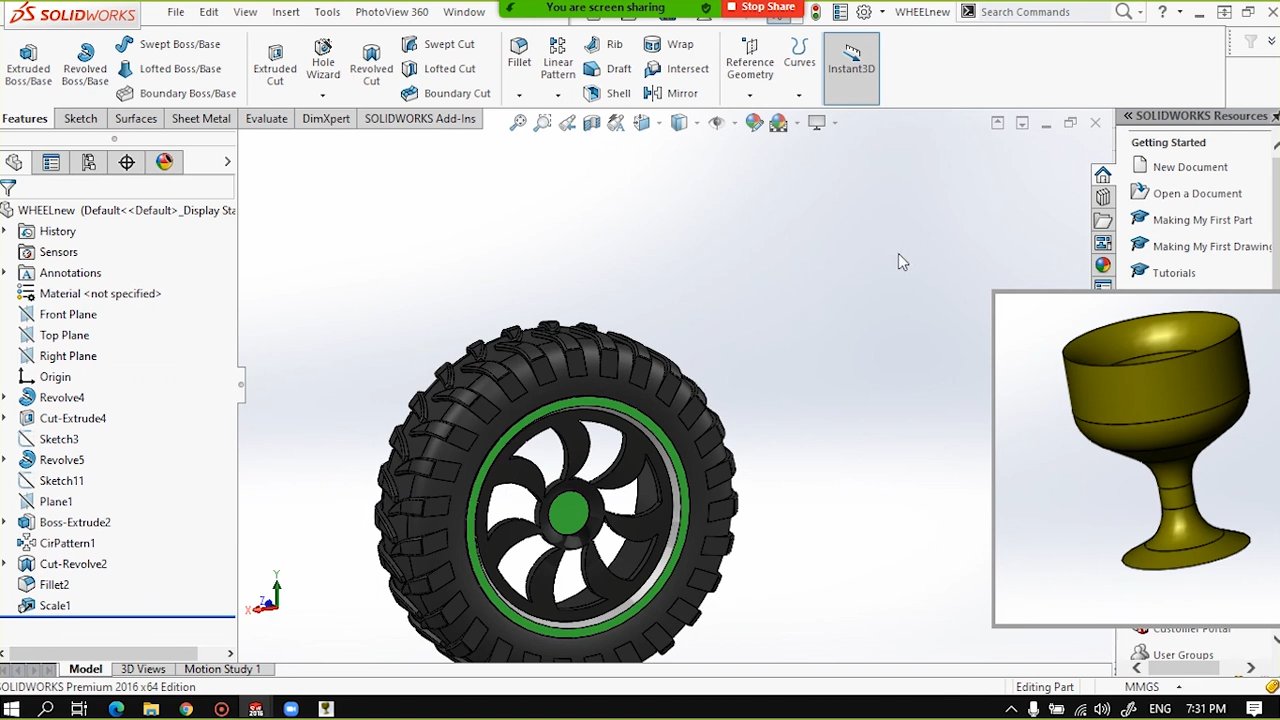 SOLIDWORKS File Edit View Insert Tools PhotoView 360 Window You are screen sharing Stop Share WHEELnew Search Commands ?
Extruded Boss/Base
Revolved Boss/Base
Swept Boss/Base
Lofted Boss/Base
Boundary Boss/Base
Extruded Cut
Hole Wizard
Revolved Cut
Swept Cut
Lofted Cut
Boundary Cut
Fillet
Linear Pattern
Rib
Draft
Shell
Wrap
Intersect
Mirror
Reference Geometry
Curves
Instant3D
Features Sketch Surfaces Sheet Metal Evaluate DimXpert SOLIDWORKS Add-Ins
WHEELnew (Default<<Default>_Display Sta
History
Sensors
Annotations
Material <not specified>
Front Plane
Top Plane
Right Plane
Origin
Revolve4
Cut-Extrude4
Sketch3
Revolve5
Sketch11
Plane1
Boss-Extrude2
CirPattern1
Cut-Revolve2
Fillet2
Scale1
Y
X
Z
SOLIDWORKS Resources
Getting Started
New Document
Open a Document
Making My First Part
Making My First Drawing
Tutorials
Customer Portal
User Groups
Model 3D Views Motion Study 1
SOLIDWORKS Premium 2016 x64 Edition Editing Part MMGS
2016 ENG 7:31 PM